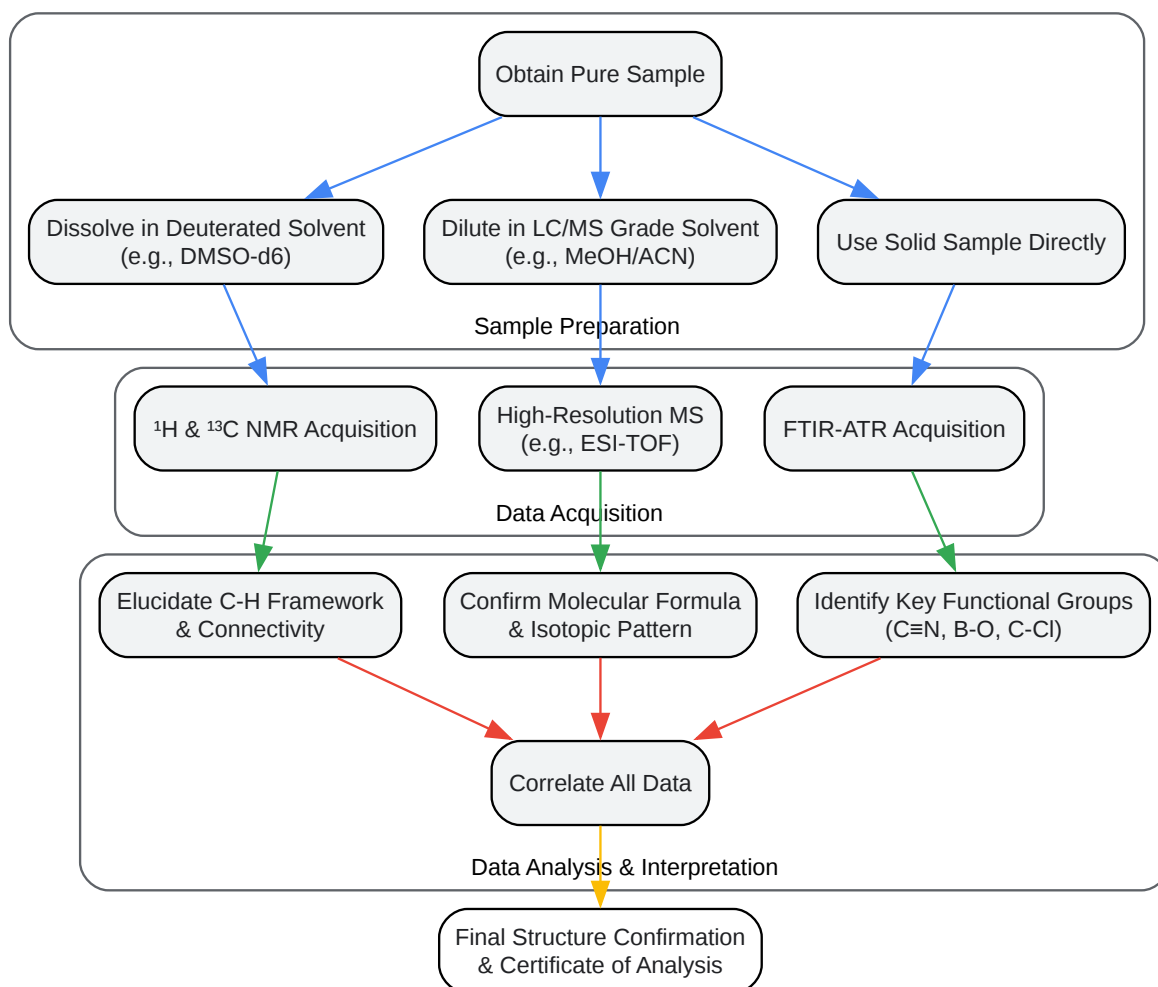 Obtain Pure Sample
Dissolve in Deuterated Solvent
(e.g., DMSO-d6)
Dilute in LC/MS Grade Solvent
(e.g., MeOH/ACN)
Use Solid Sample Directly
Sample Preparation
¹H & ¹³C NMR Acquisition
High-Resolution MS
(e.g., ESI-TOF)
FTIR-ATR Acquisition
Data Acquisition
Elucidate C-H Framework
& Connectivity
Confirm Molecular Formula
& Isotopic Pattern
Identify Key Functional Groups
(C≡N, B-O, C-Cl)
Correlate All Data
Data Analysis & Interpretation
Final Structure Confirmation
& Certificate of Analysis